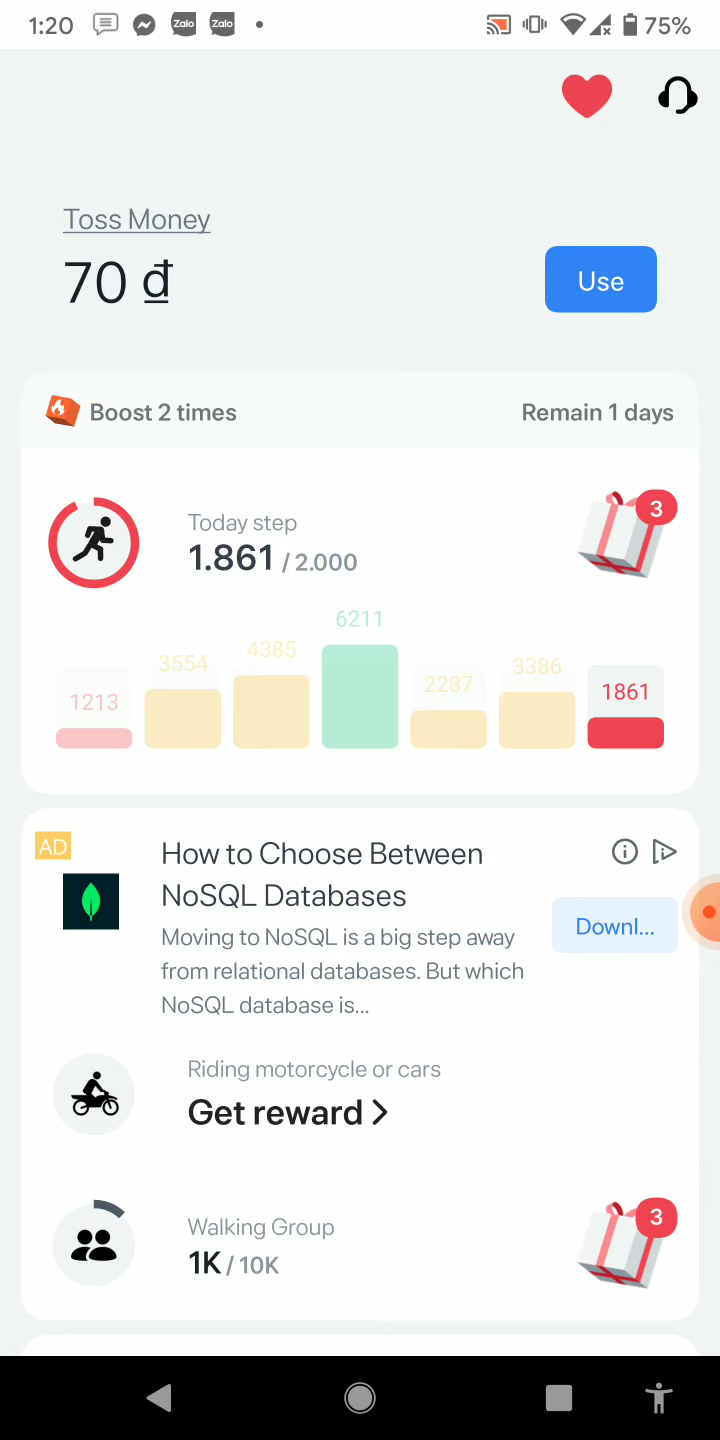 1:20 Zalo Zalo 75%
Toss Money
70 ₫
Use
Boost 2 times Remain 1 days
Today step
1.861 / 2.000
3
1213 3554 4385 6211 2287 3386 1861
AD
How to Choose Between
NoSQL Databases
Moving to NoSQL is a big step away
from relational databases. But which
NoSQL database is...
Downl...
Riding motorcycle or cars
Get reward
Walking Group
1K / 10K
3